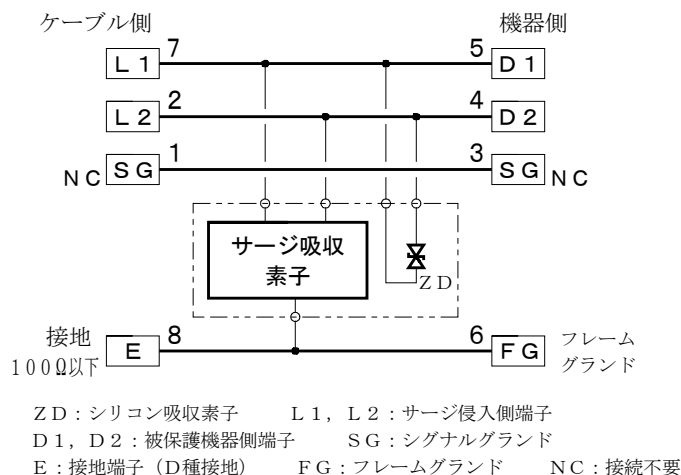 ケーブル側 機器側
L1 7 5 D1
L2 2 4 D2
NC SG 1 3 SG NC
サージ吸収
素子
ZD
接地 E 8 6 FG フレーム
100Ω以下 グランド
ZD：シリコン吸収素子 L1，L2：サージ侵入側端子
D1，D2：被保護機器側端子 SG：シグナルグランド
E：接地端子（D種接地） FG：フレームグランド NC：接続不要